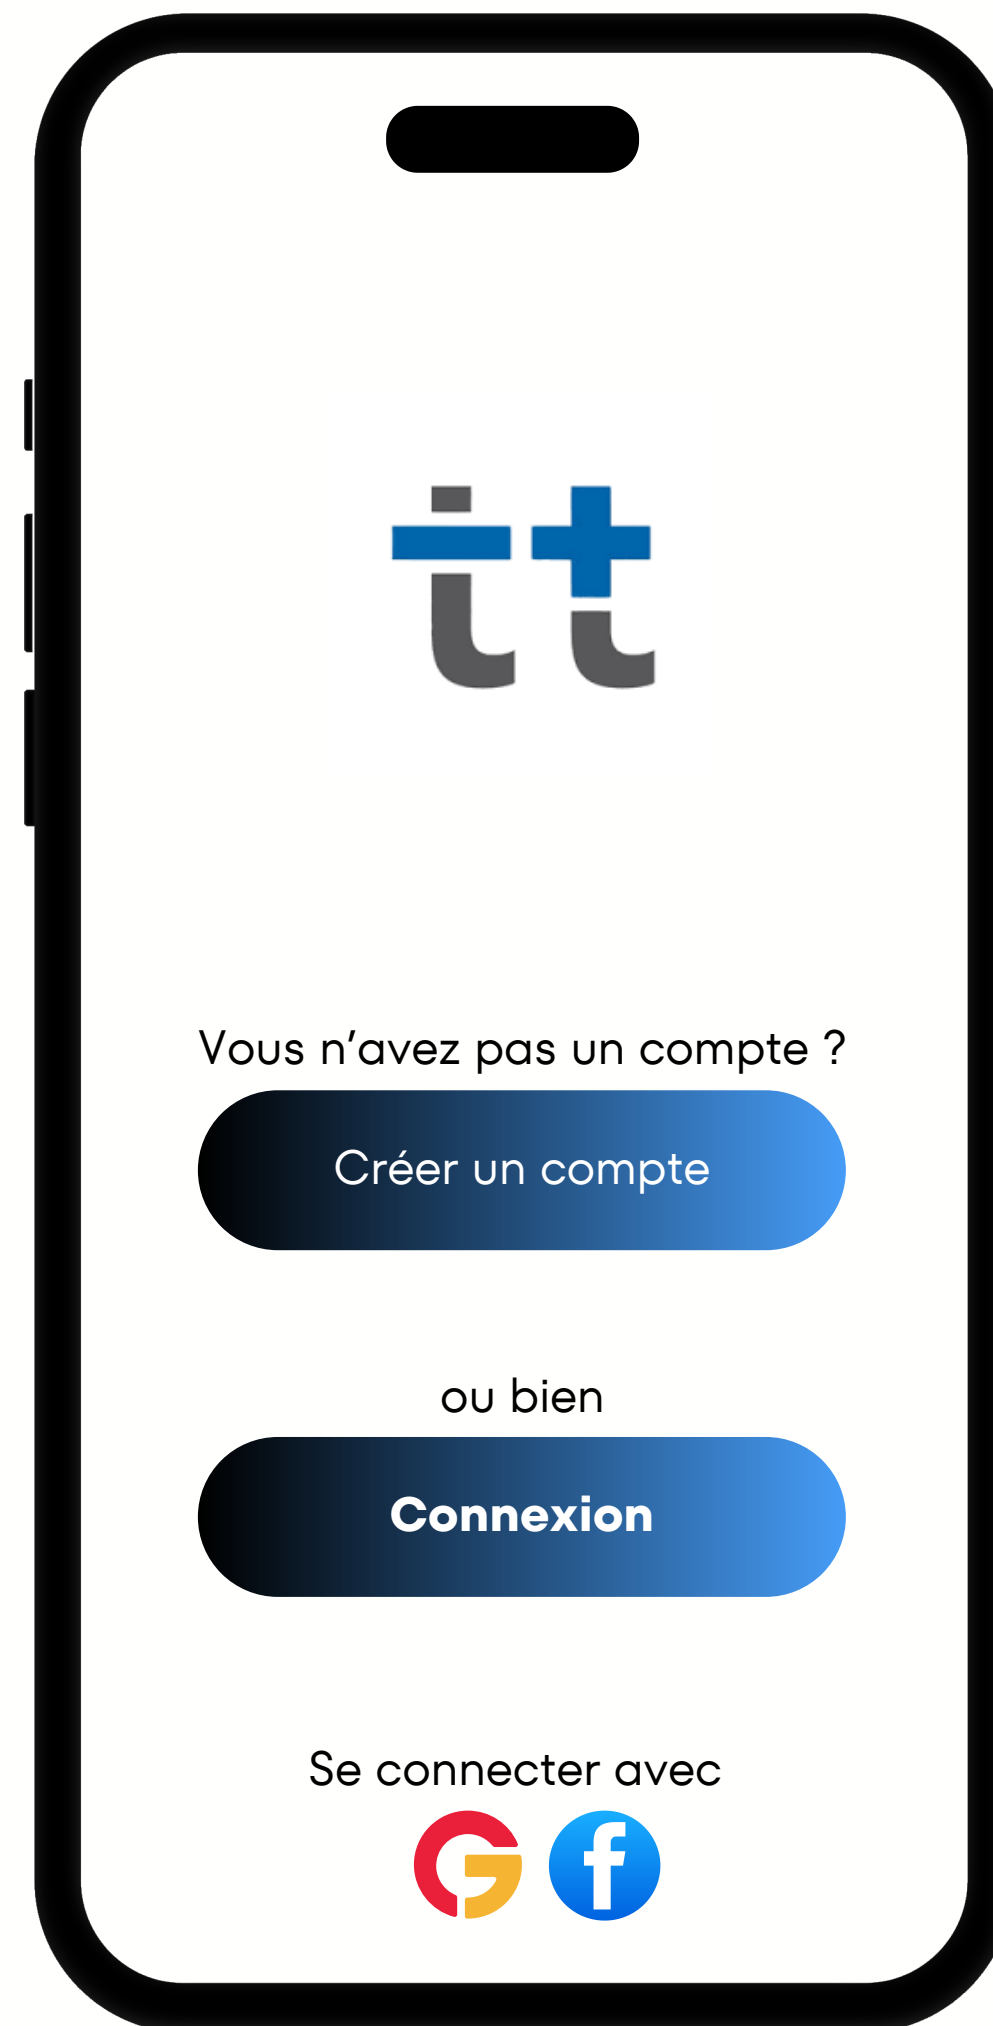 tt
Vous n’avez pas un compte ?
Créer un compte
ou bien
Connexion
Se connecter avec
G f